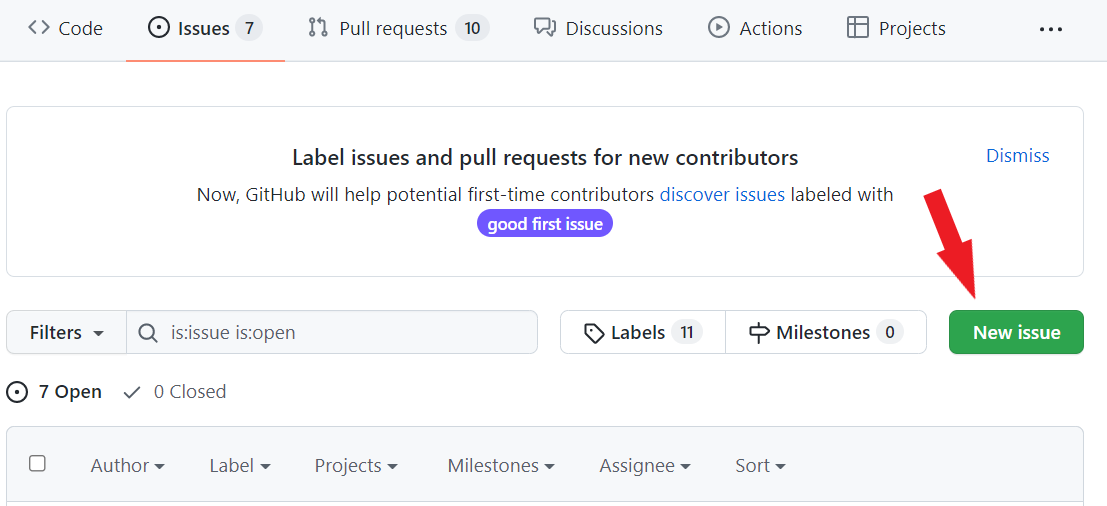 Code Issues 7 Pull requests 10 Discussions Actions Projects
Label issues and pull requests for new contributors
Dismiss
Now, GitHub will help potential first-time contributors discover issues labeled with
good first issue
Filters is:issue is:open Labels 11 Milestones 0 New issue
7 Open 0 Closed
Author Label Projects Milestones Assignee Sort